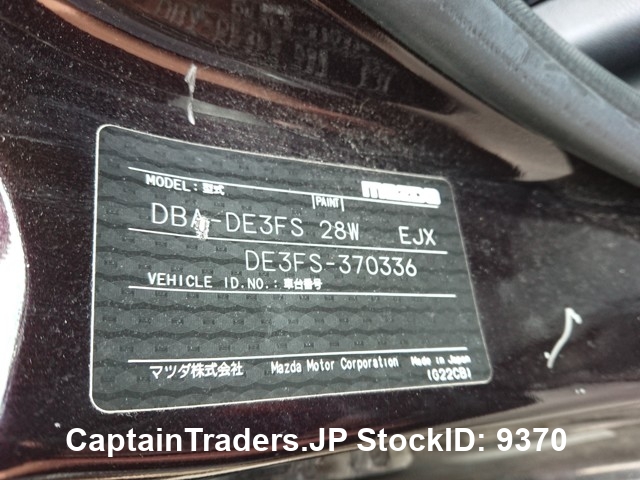 mazda
MODEL:型式
PAINT
DBA-DE3FS 28W EJX
DE3FS-370336
VEHICLE ID.NO.:車台番号
マツダ株式会社 Mazda Motor Corporation Made in Japan
(G22CB)
CaptainTraders.JP StockID: 9370